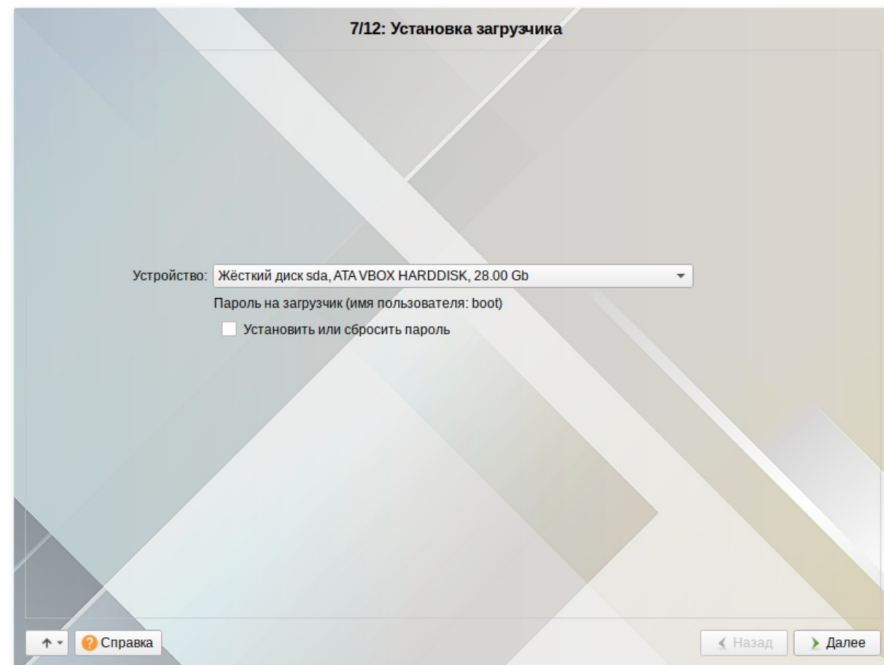 7/12: Установка загрузчика
Устройство: Жёсткий диск sda, ATA VBOX HARDDISK, 28.00 Gb
Пароль на загрузчик (имя пользователя: boot)
Установить или сбросить пароль
Справка
Назад
Далее